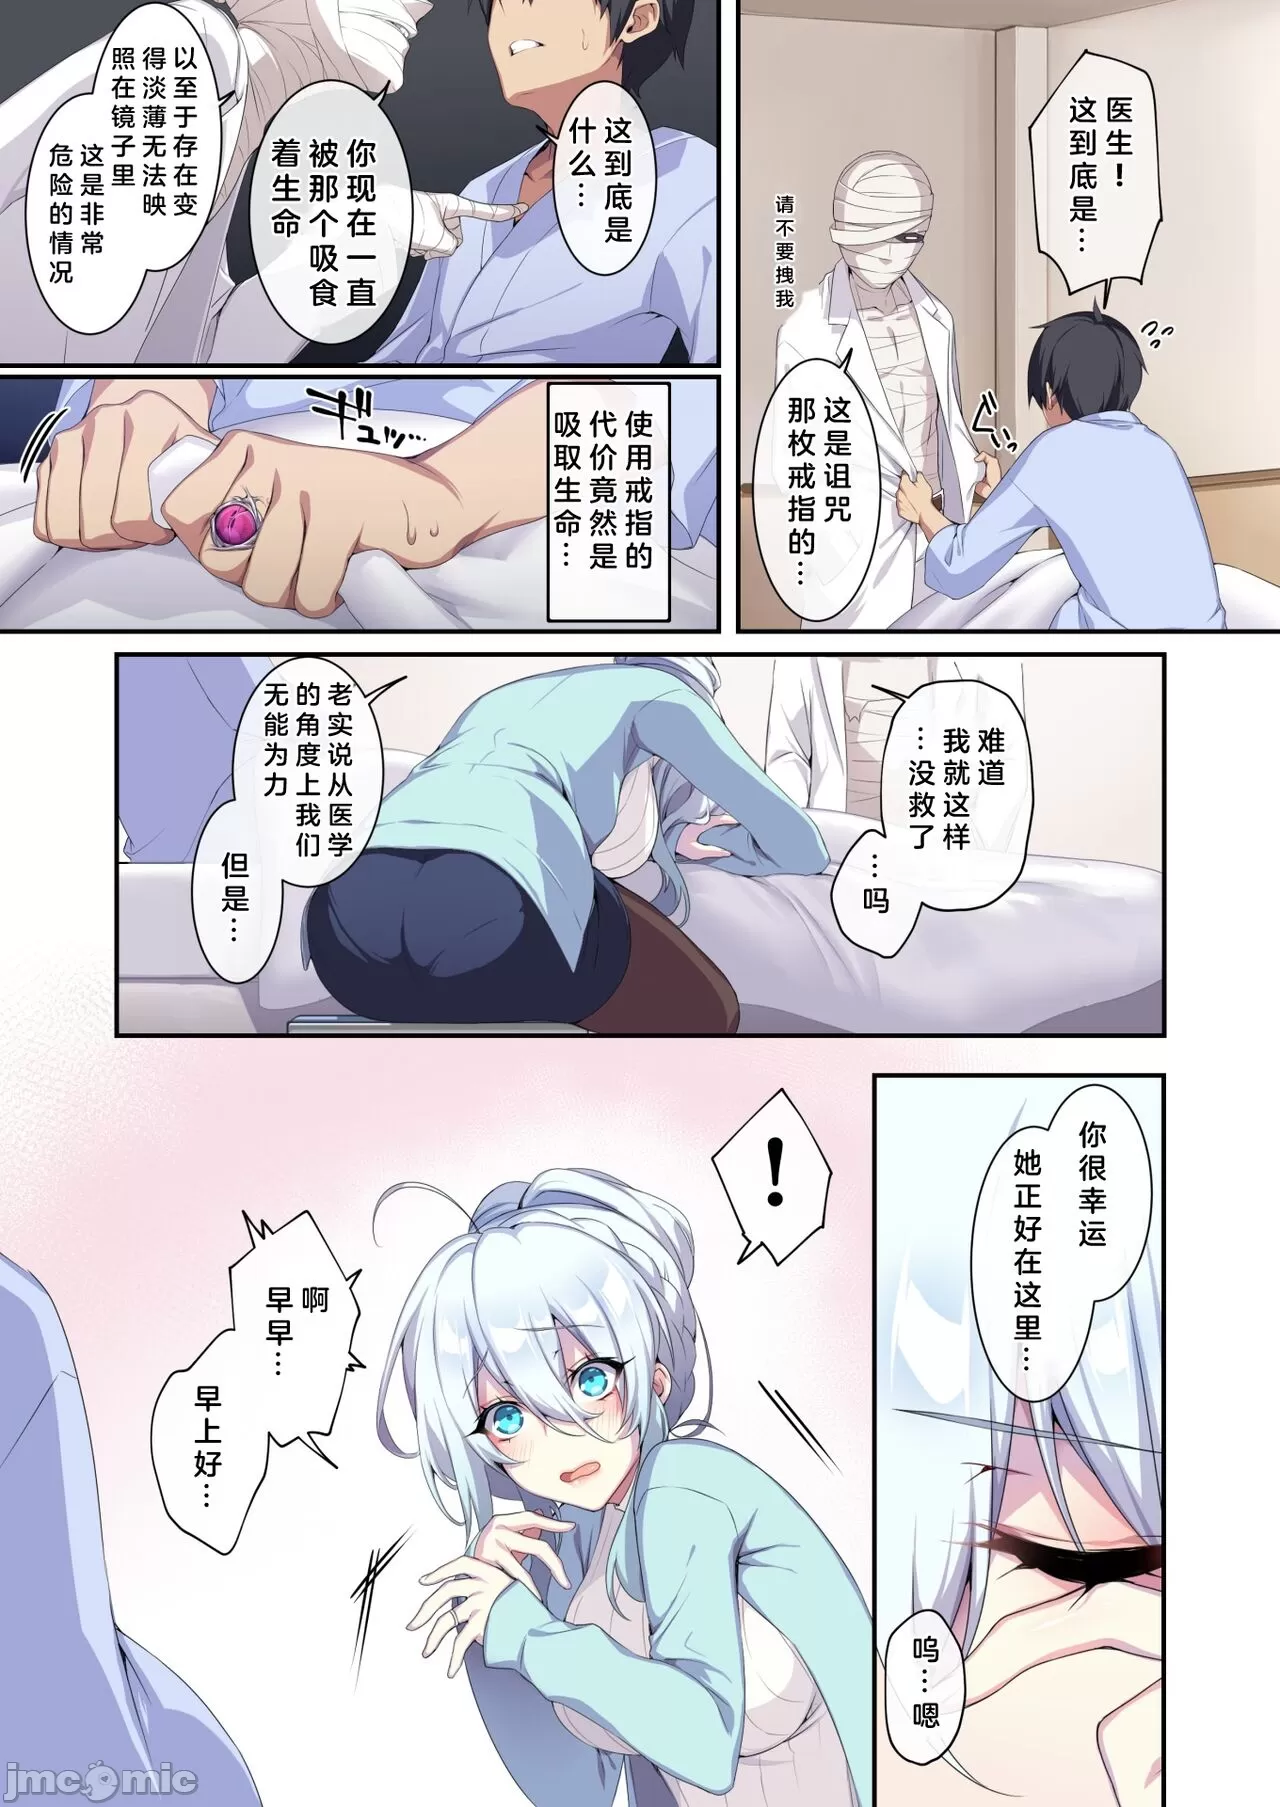 医生！
这到底是…
请不要拽我
这是诅咒
那枚戒指的…
这到底是
什么…
你现在一直
被那个吸食
着生命
以至于存在变
得淡薄无法映
照在镜子里
这是非常
危险的情况
使用戒指的
代价竟然是
吸取生命…
ギュッ…
难道
我就这样
…没救了
…吗
老实说从医学
的角度上我们
无能为力
但是…
你很幸运
她正好在这里…
呜…嗯
！
啊
早早…
早上好…
jmcomic